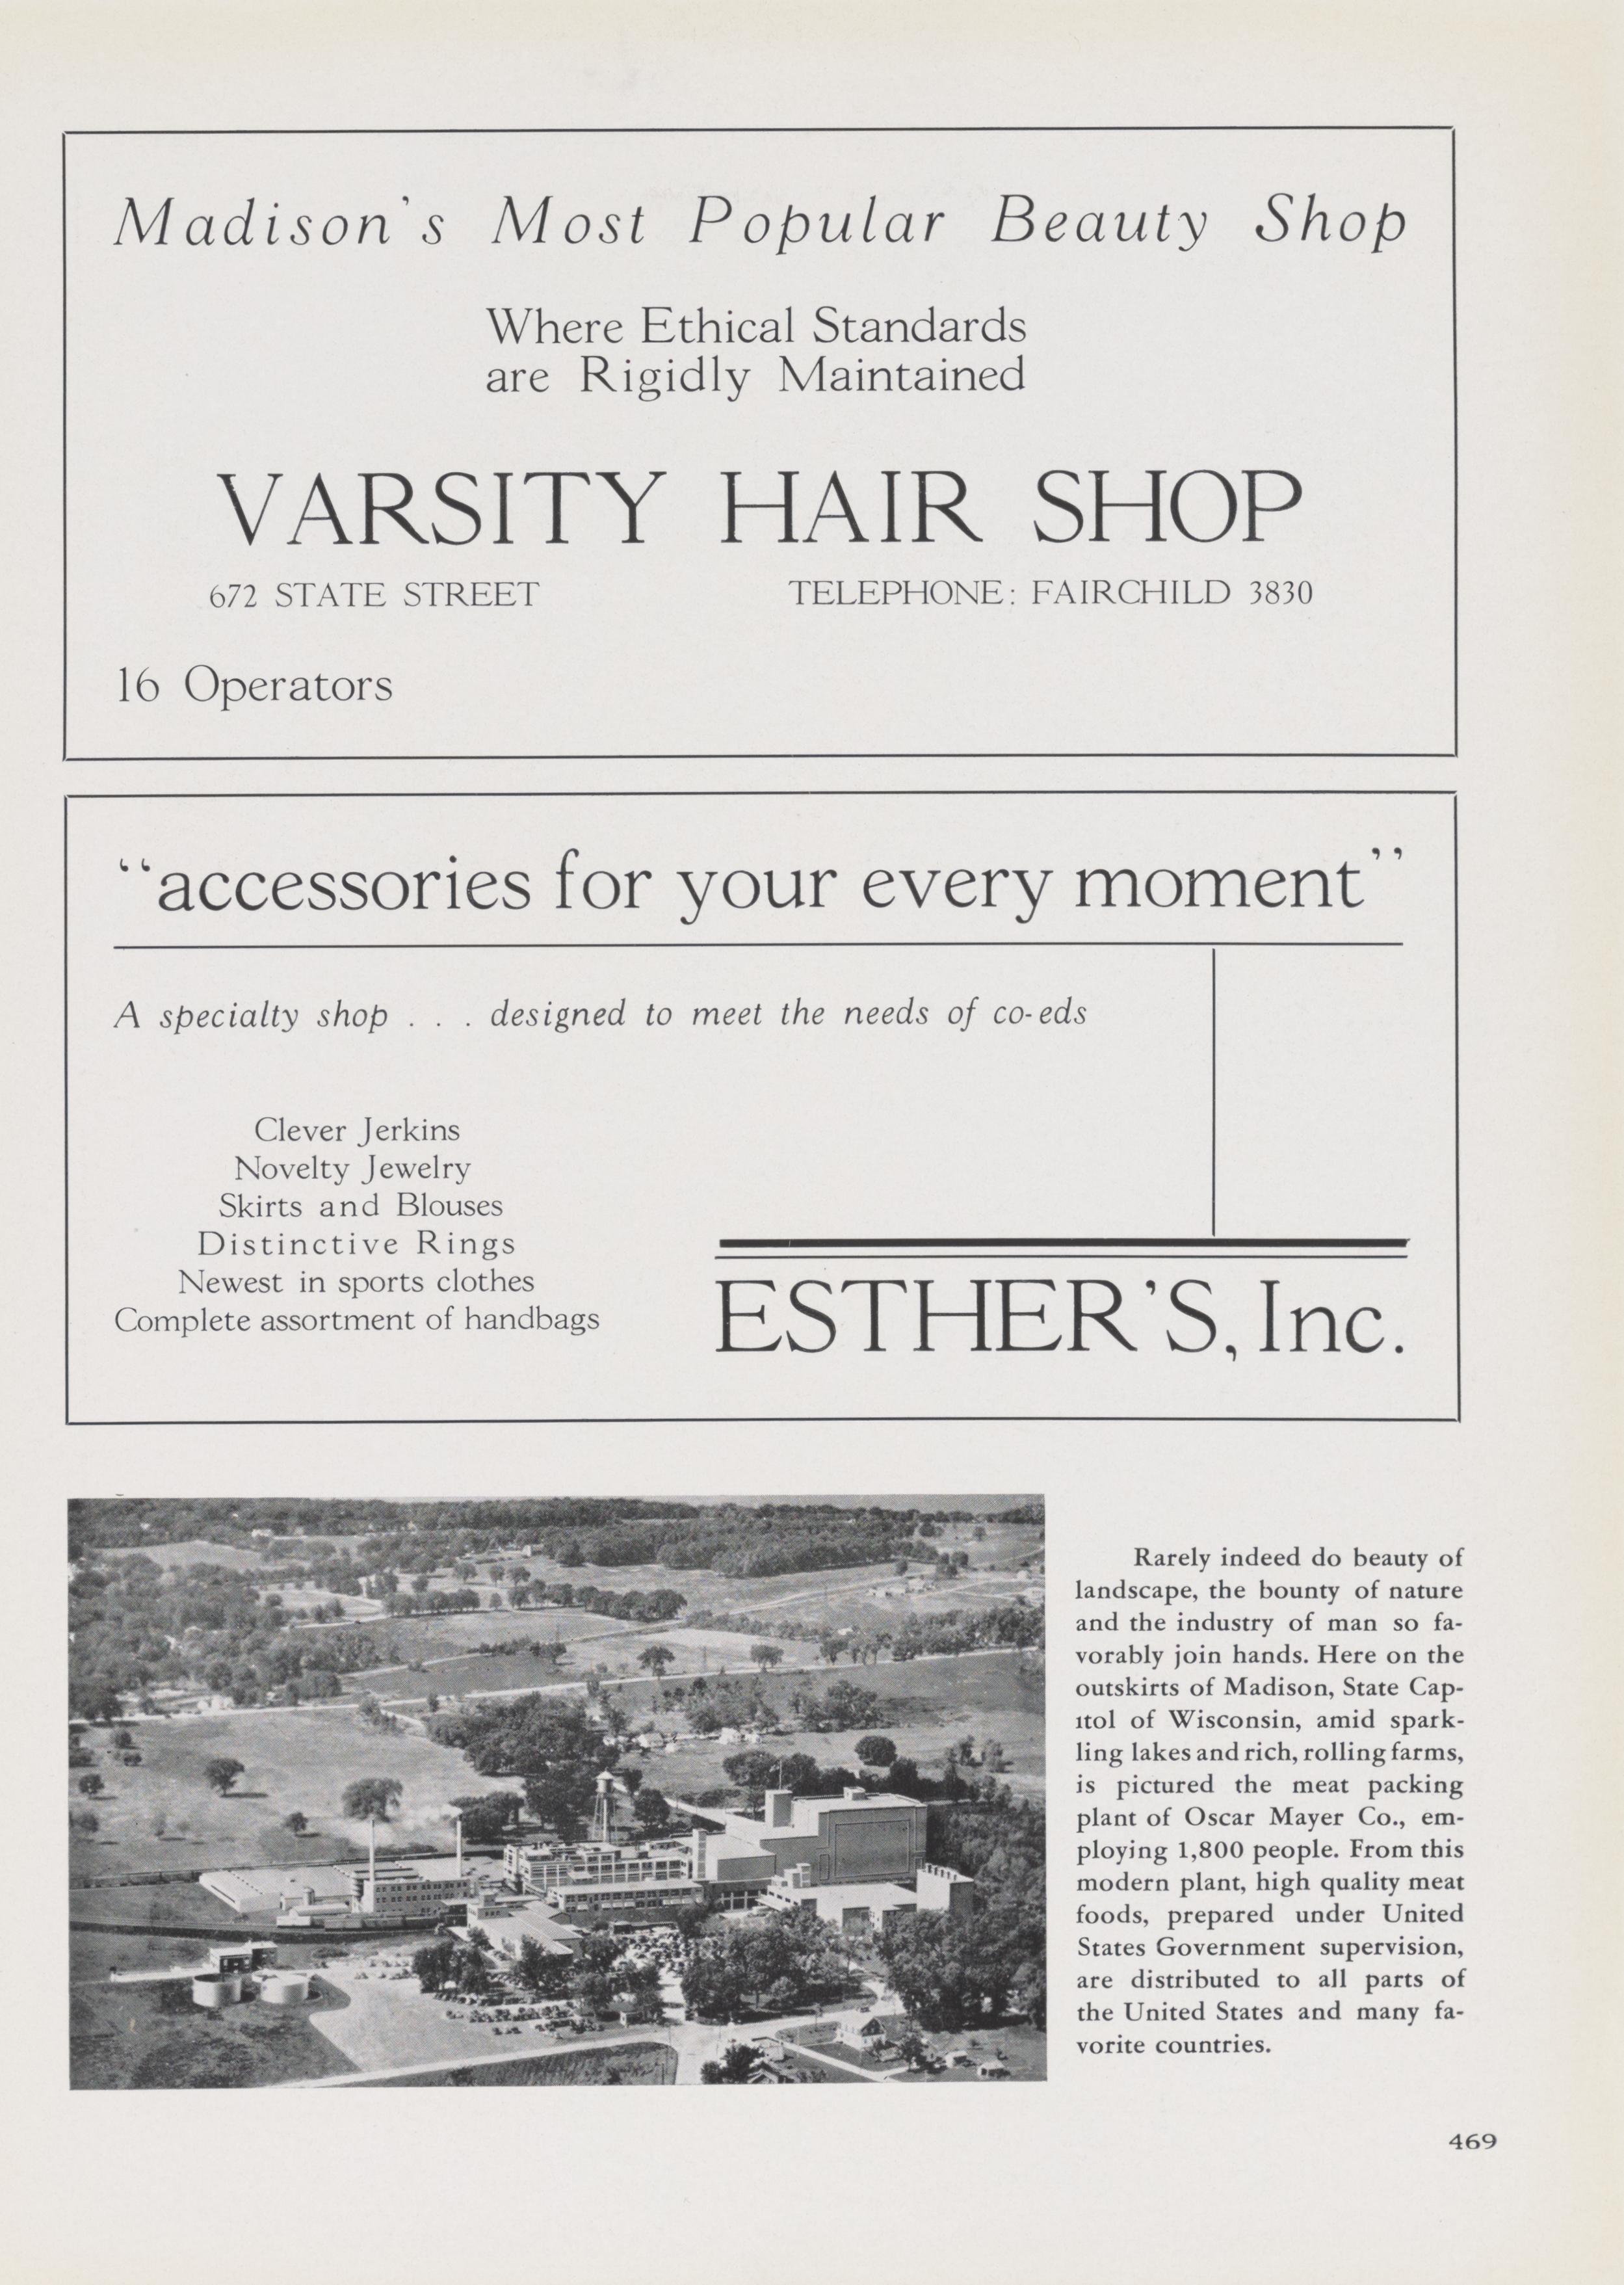 Madison's Most Popular Beauty Shop
Where Ethical Standards
are Rigidly Maintained
VARSITY HAIR SHOP
672 STATE STREET TELEPHONE: FAIRCHILD 3830
16 Operators
"accessories for your every moment"
A specialty shop . . . designed to meet the needs of co-eds
Clever Jerkins
Novelty Jewelry
Skirts and Blouses
Distinctive Rings
Newest in sports clothes
Complete assortment of handbags
ESTHER'S, Inc.
Rarely indeed do beauty of
landscape, the bounty of nature
and the industry of man so fa-
vorably join hands. Here on the
outskirts of Madison, State Cap-
itol of Wisconsin, amid spark-
ling lakes and rich, rolling farms,
is pictured the meat packing
plant of Oscar Mayer Co., em-
ploying 1,800 people. From this
modern plant, high quality meat
foods, prepared under United
States Government supervision,
are distributed to all parts of
the United States and many fa-
vorite countries.
469